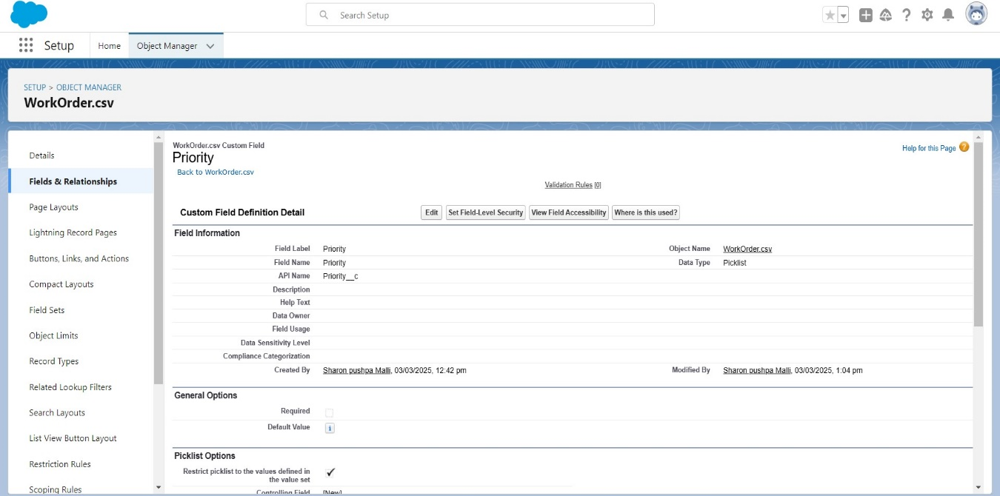 Search Setup
Setup
Home
Object Manager
SETUP > OBJECT MANAGER
WorkOrder.csv
Details
Fields & Relationships
Page Layouts
Lightning Record Pages
Buttons, Links, and Actions
Compact Layouts
Field Sets
Object Limits
Record Types
Related Lookup Filters
Search Layouts
List View Button Layout
Restriction Rules
Scoping Rules
WorkOrder.csv Custom Field
Priority
Back to WorkOrder.csv
Help for this Page
Validation Rules [0]
Custom Field Definition Detail Edit Set Field-Level Security View Field Accessibility Where is this used?
Field Information
Field Label Priority Object Name WorkOrder.csv
Field Name Priority Data Type Picklist
API Name Priority__c
Description
Help Text
Data Owner
Field Usage
Data Sensitivity Level
Compliance Categorization
Created By Sharon pushpa Malli, 03/03/2025, 12:42 pm Modified By Sharon pushpa Malli, 03/03/2025, 1:04 pm
General Options
Required
Default Value
Picklist Options
Restrict picklist to the values defined in
the value set
Controlling Field [New]